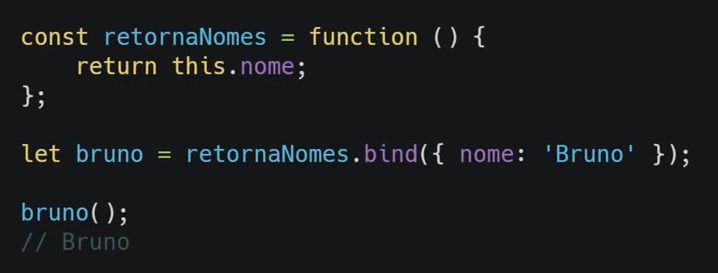 const retornaNomes = function () {
    return this.nome;
};

let bruno = retornaNomes.bind({ nome: 'Bruno' });

bruno();
// Bruno